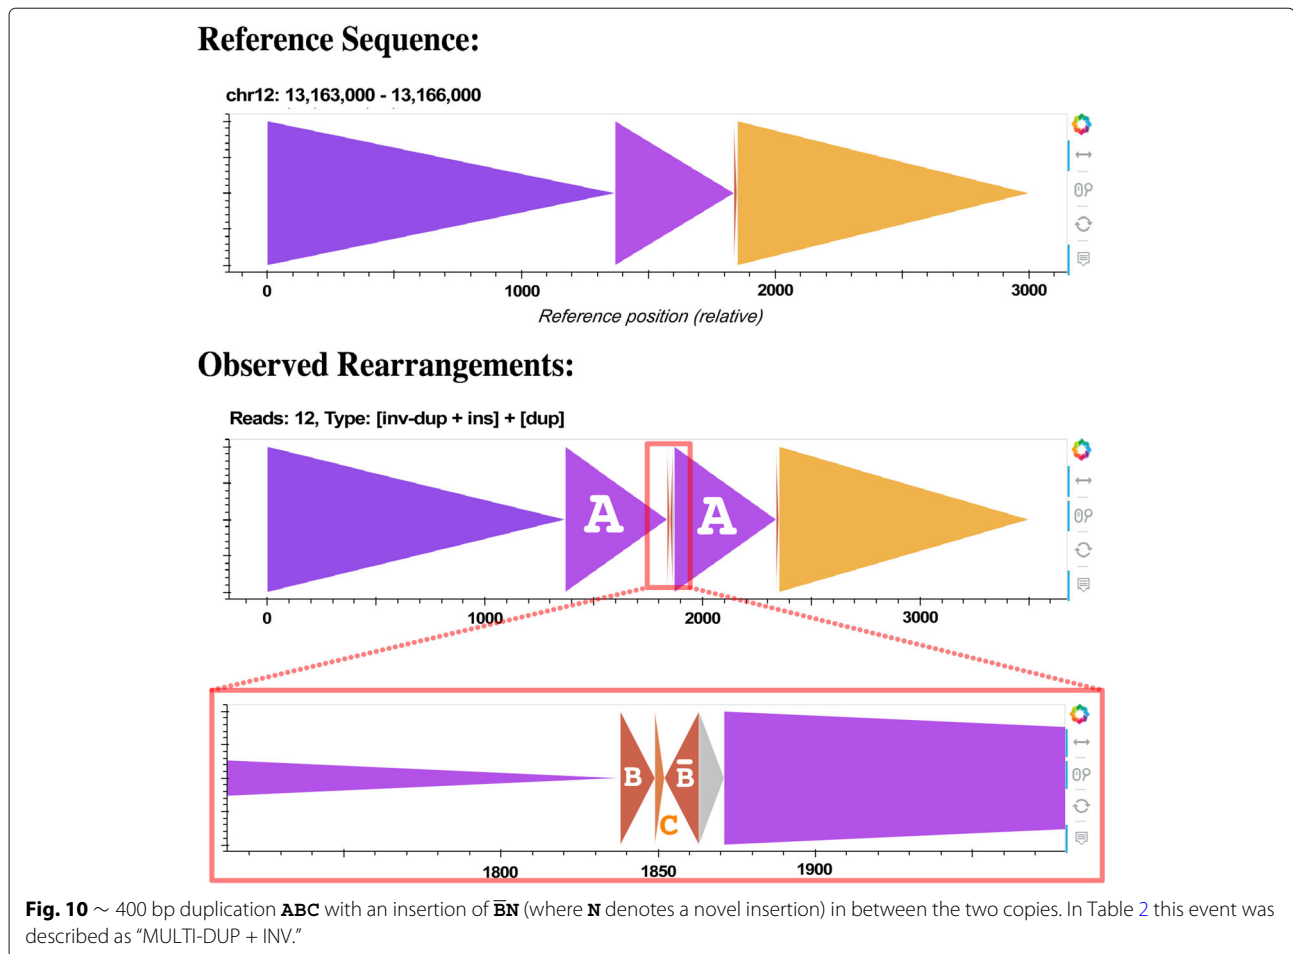 Reference Sequence:
chr12: 13,163,000 - 13,166,000
0 1000 2000 3000
Reference position (relative)
Observed Rearrangements:
Reads: 12, Type: [inv-dup + ins] + [dup]
A A
0 1000 2000 3000
B B̅
C
1800 1850 1900
Fig. 10 ∼ 400 bp duplication ABC with an insertion of B̅N (where N denotes a novel insertion) in between the two copies. In Table 2 this event was
described as “MULTI-DUP + INV.”